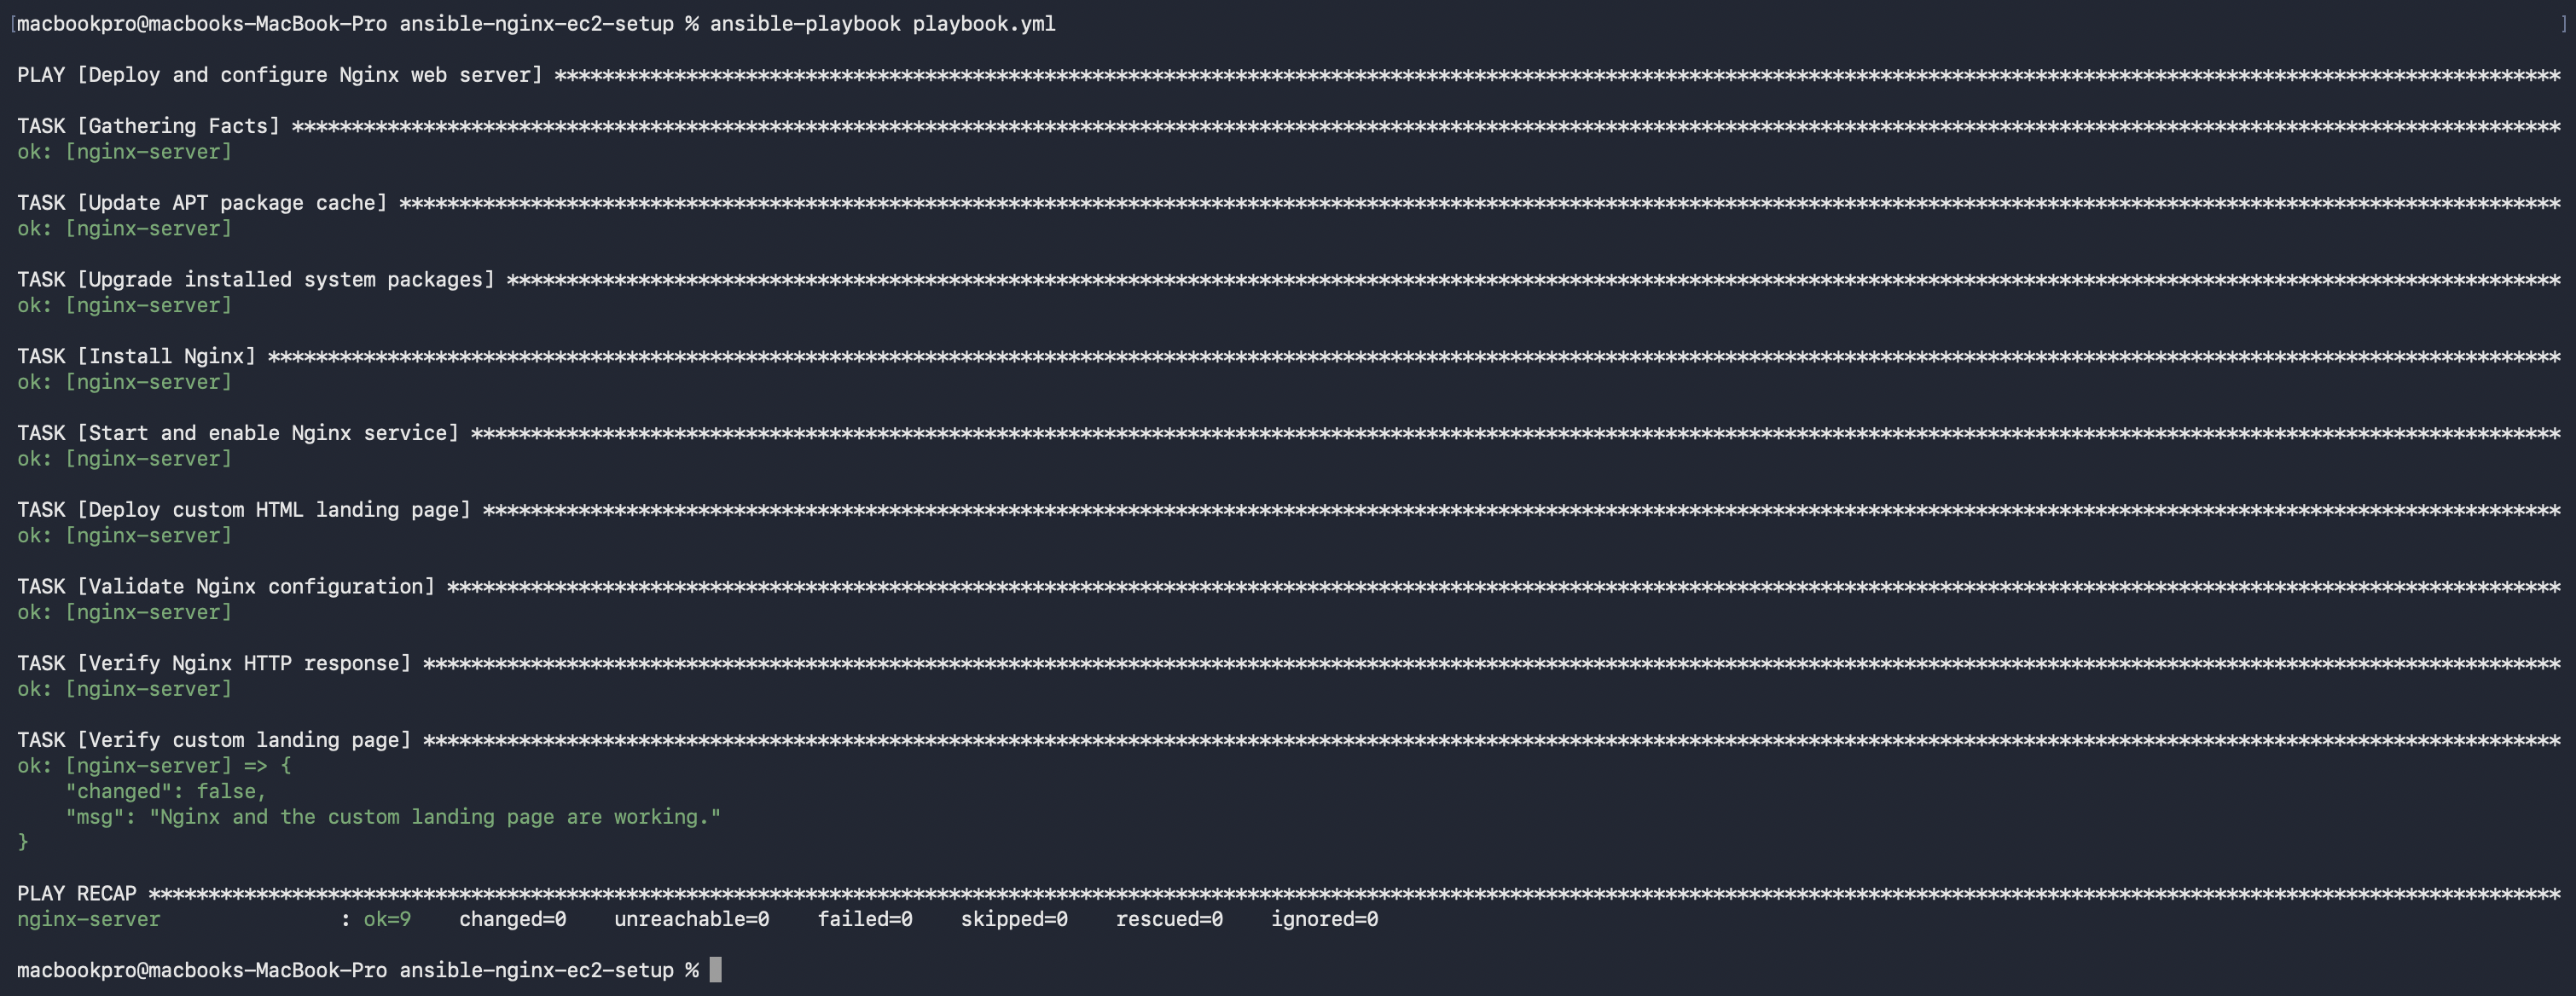 [macbookpro@macbooks-MacBook-Pro ansible-nginx-ec2-setup % ansible-playbook playbook.yml ]
PLAY [Deploy and configure Nginx web server] ************************************************************************************************************************************************************************
TASK [Gathering Facts] **********************************************************************************************************************************************************************************************
ok: [nginx-server]
TASK [Update APT package cache] *************************************************************************************************************************************************************************************
ok: [nginx-server]
TASK [Upgrade installed system packages] ****************************************************************************************************************************************************************************
ok: [nginx-server]
TASK [Install Nginx] ************************************************************************************************************************************************************************************************
ok: [nginx-server]
TASK [Start and enable Nginx service] *******************************************************************************************************************************************************************************
ok: [nginx-server]
TASK [Deploy custom HTML landing page] ******************************************************************************************************************************************************************************
ok: [nginx-server]
TASK [Validate Nginx configuration] *********************************************************************************************************************************************************************************
ok: [nginx-server]
TASK [Verify Nginx HTTP response] ***********************************************************************************************************************************************************************************
ok: [nginx-server]
TASK [Verify custom landing page] ***********************************************************************************************************************************************************************************
ok: [nginx-server] => {
    "changed": false,
    "msg": "Nginx and the custom landing page are working."
}
PLAY RECAP **********************************************************************************************************************************************************************************************************
nginx-server               : ok=9    changed=0    unreachable=0    failed=0    skipped=0    rescued=0    ignored=0
macbookpro@macbooks-MacBook-Pro ansible-nginx-ec2-setup %